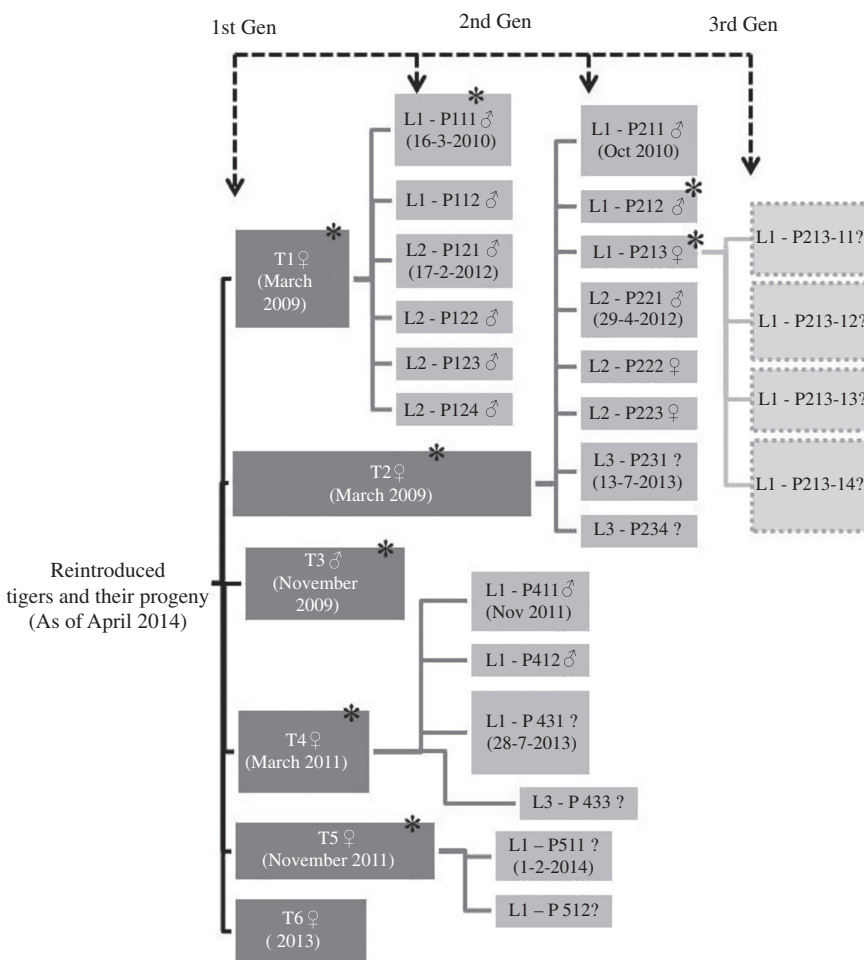 1st Gen
2nd Gen
3rd Gen
L1 - P111 ♂ *
(16-3-2010)
L1 - P112 ♂
L2 - P121 ♂
(17-2-2012)
L2 - P122 ♂
L2 - P123 ♂
L2 - P124 ♂
L1 - P211 ♂
(Oct 2010)
L1 - P212 ♂ *
L1 - P213 ♀ *
L2 - P221 ♂
(29-4-2012)
L2 - P222 ♀
L2 - P223 ♀
L3 - P231 ?
(13-7-2013)
L3 - P234 ?
L1 - P213-11?
L1 - P213-12?
L1 - P213-13?
L1 - P213-14?
T1 ♀ *
(March
2009)
T2 ♀ *
(March 2009)
T3 ♂ *
(November
2009)
Reintroduced
tigers and their progeny
(As of April 2014)
L1 - P411 ♂
(Nov 2011)
L1 - P412 ♂
L1 - P 431 ?
(28-7-2013)
L3 - P 433 ?
T4 ♀ *
(March 2011)
T5 ♀ *
(November 2011)
L1 – P511 ?
(1-2-2014)
L1 – P 512?
T6 ♀
( 2013)